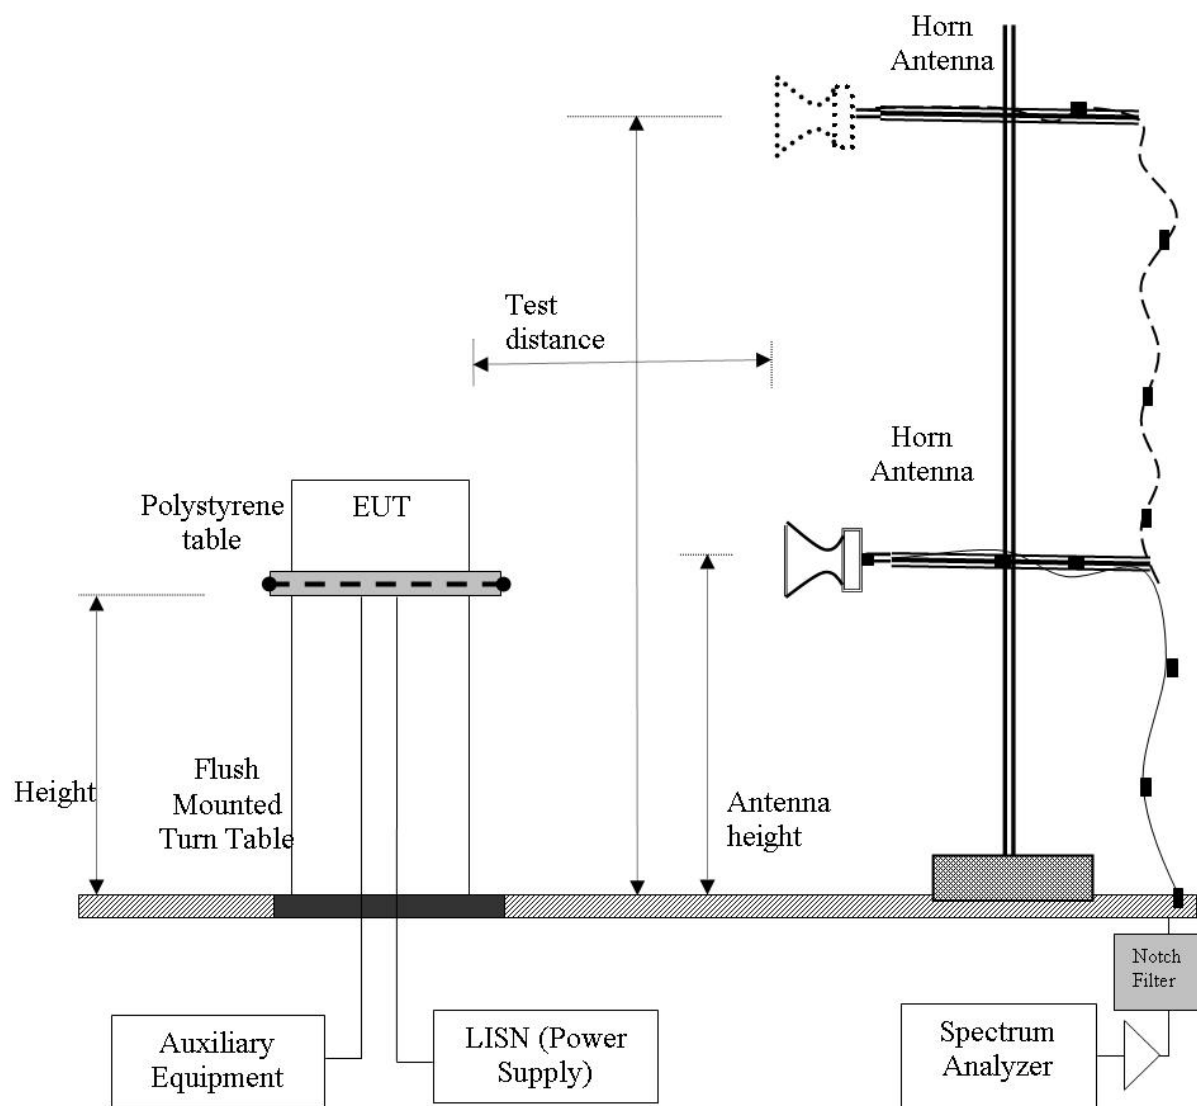 Horn
Antenna
Test
distance
Horn
Antenna
Polystyrene
table
EUT
Height
Flush
Mounted
Turn Table
Antenna
height
Notch
Filter
Auxiliary
Equipment
LISN (Power
Supply)
Spectrum
Analyzer